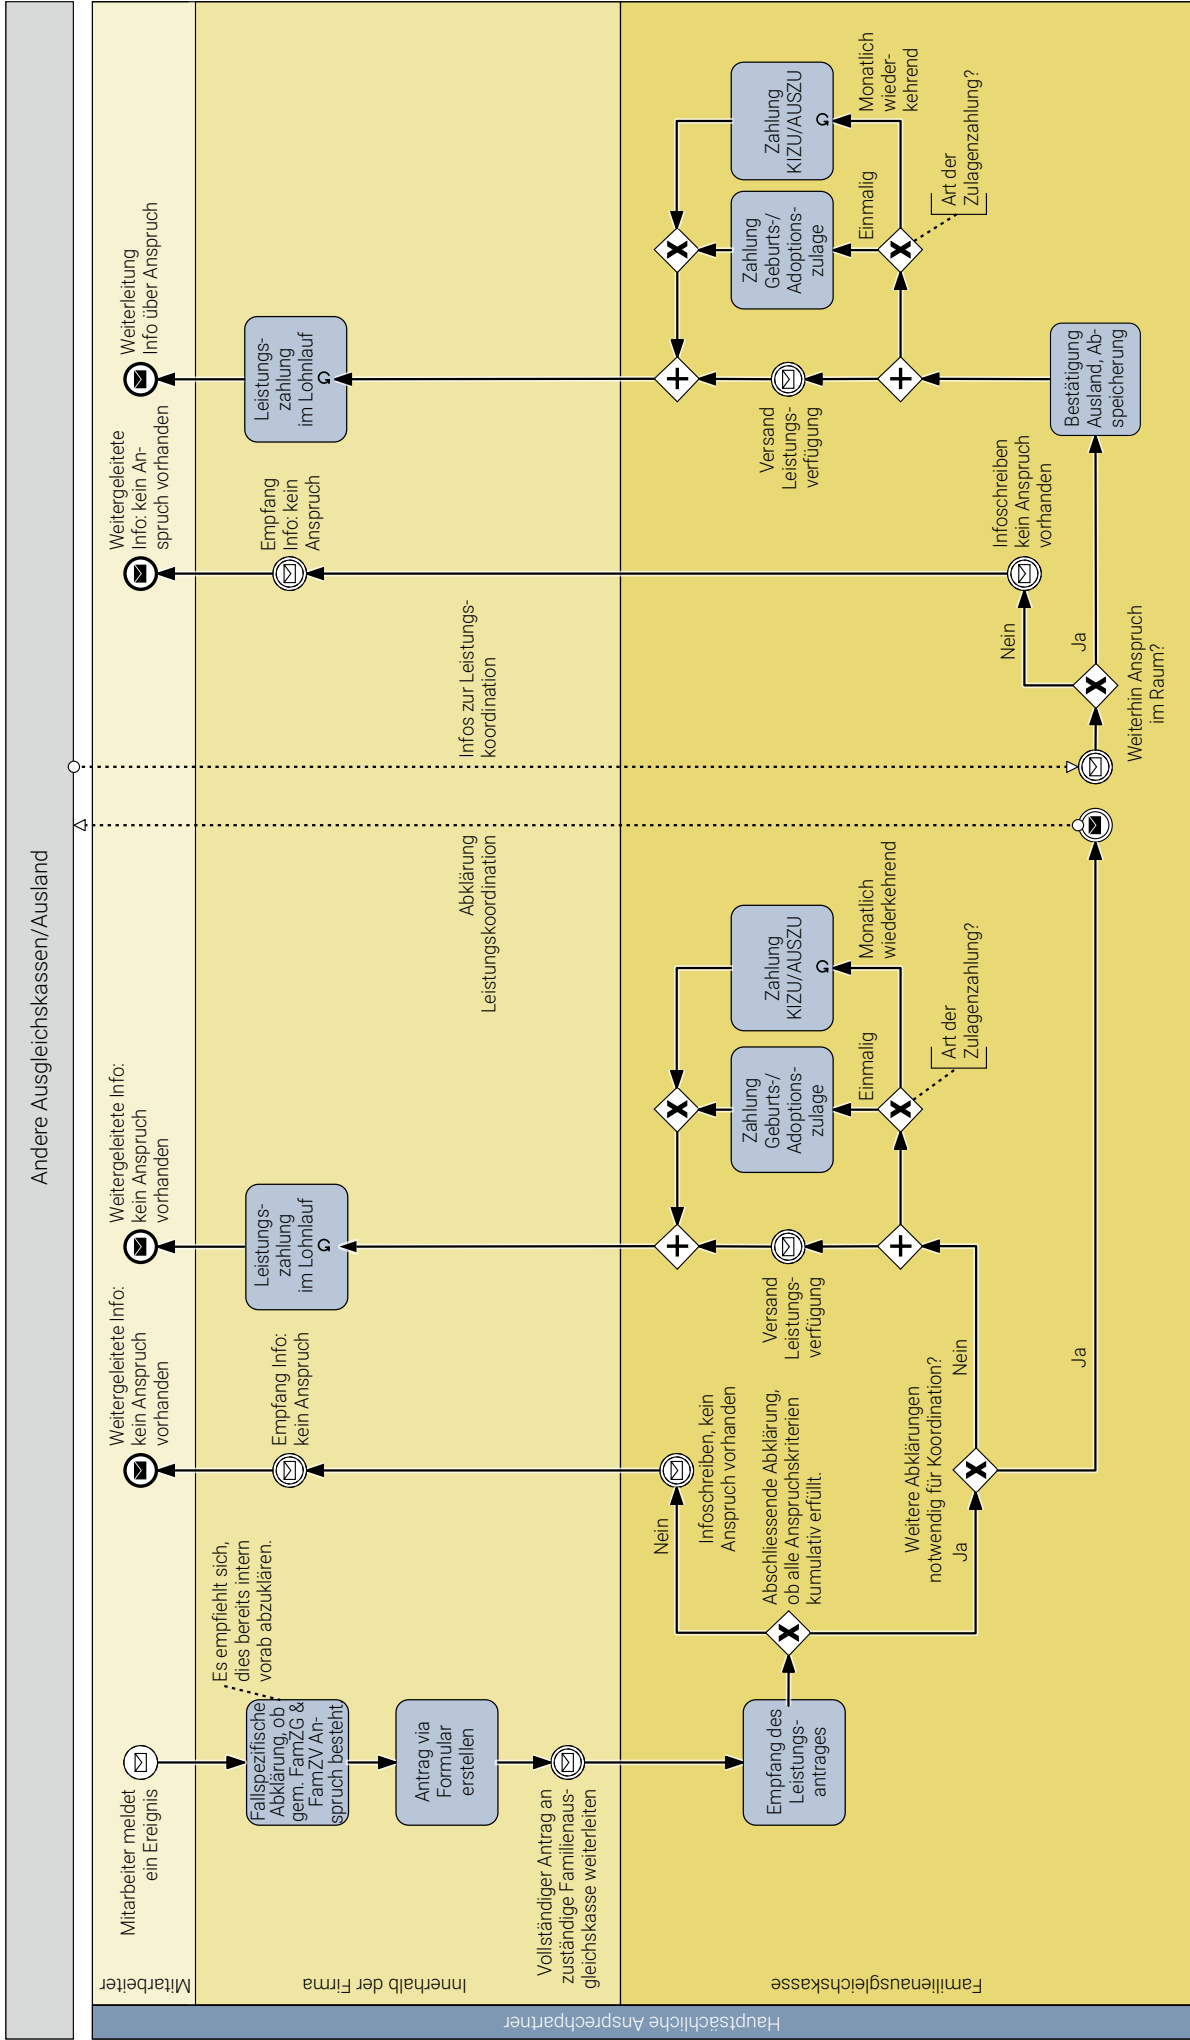 Andere Ausgleichskassen/Ausland
Hauptsächliche Ansprechpartner
Mitarbeiter
Mitarbeiter meldet
ein Ereignis
Weitergeleitete Info:
kein Anspruch
vorhanden
Weitergeleitete Info:
kein Anspruch
vorhanden
Weitergeleitete
Info: kein An-
spruch vorhanden
Weiterleitung
Info über Anspruch
Innerhalb der Firma
Fallspezifische
Abklärung, ob
gem. FamZG &
FamZV An-
spruch besteht
Es empfiehlt sich,
dies bereits intern
vorab abzuklären.
Antrag via
Formular
erstellen
Vollständiger Antrag an
zuständige Familienaus-
gleichskasse weiterleiten
Empfang Info:
kein Anspruch
Leistungs-
zahlung
im Lohnlauf
Abklärung
Leistungskoordination
Infos zur Leistungs-
koordination
Empfang
Info: kein
Anspruch
Leistungs-
zahlung
im Lohnlauf
Familienausgleichskasse
Empfang des
Leistungs-
antrages
Abschliessende Abklärung,
ob alle Anspruchskriterien
kumulativ erfüllt.
Nein
Infoschreiben, kein
Anspruch vorhanden
Ja
Weitere Abklärungen
notwendig für Koordination?
Nein
Ja
Versand
Leistungs-
verfügung
Art der
Zulagenzahlung?
Einmalig
Zahlung
Geburts-/
Adoptions-
zulage
Monatlich
wiederkehrend
Zahlung
KIZU/AUSZU
Weiterhin Anspruch
im Raum?
Nein
Infoschreiben
kein Anspruch
vorhanden
Ja
Bestätigung
Ausland, Ab-
speicherung
Versand
Leistungs-
verfügung
Art der
Zulagenzahlung?
Einmalig
Zahlung
Geburts-/
Adoptions-
zulage
Monatlich
wieder-
kehrend
Zahlung
KIZU/AUSZU